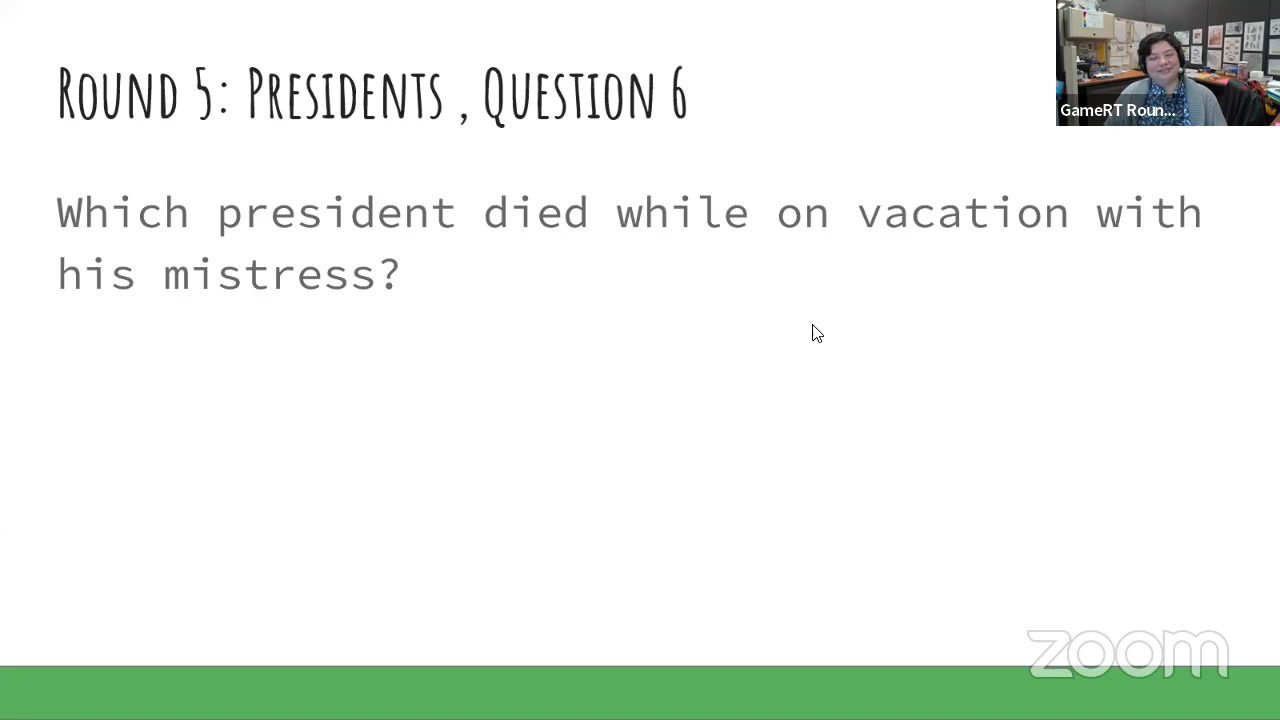 Round 5: Presidents , Question 6
GameRT Roun...
Which president died while on vacation with
his mistress?
zoom